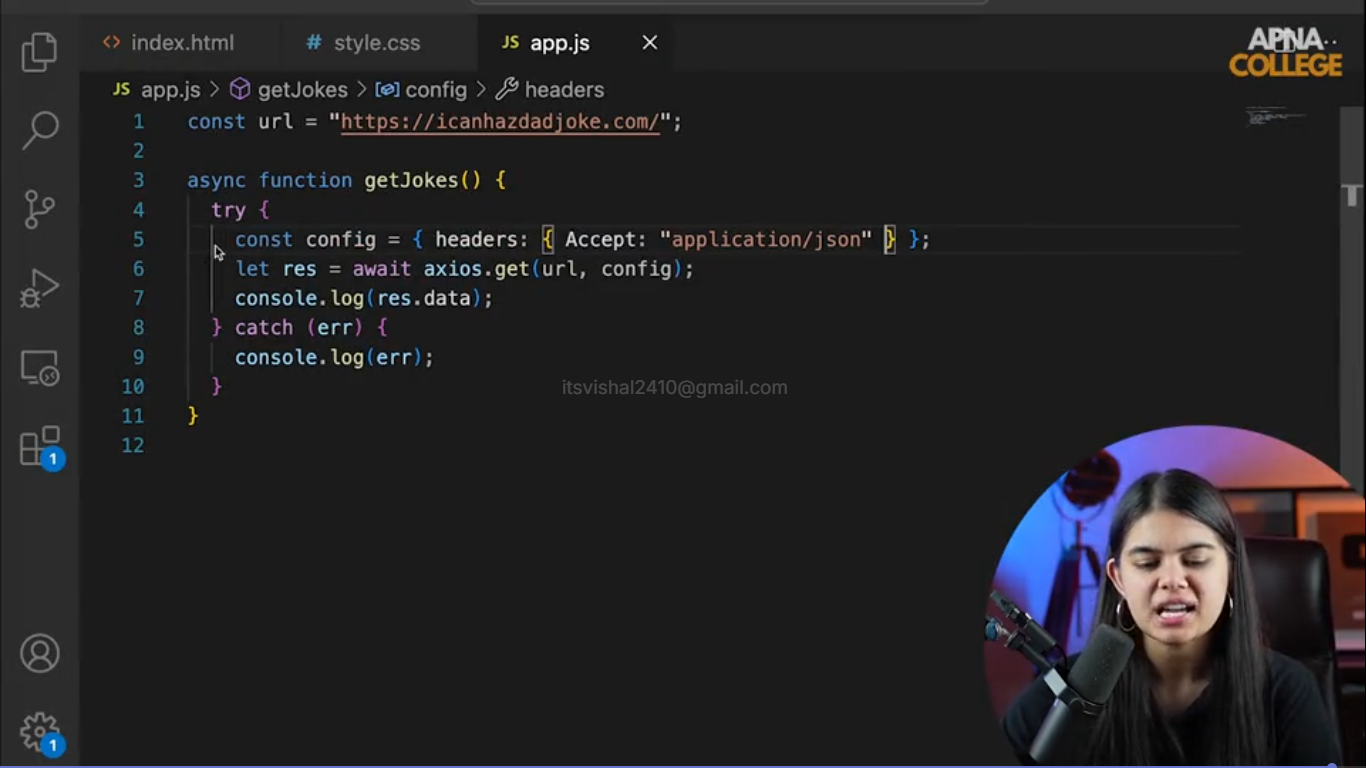 index.html
# style.css
JS app.js
APNA
COLLEGE
JS app.js > getJokes > config > headers
1 const url = "https://icanhazdadjoke.com/";
2
3 async function getJokes() {
4 try {
5 const config = { headers: { Accept: "application/json" } };
6 let res = await axios.get(url, config);
7 console.log(res.data);
8 } catch (err) {
9 console.log(err);
10 }
11 }
12
itsvishal2410@gmail.com
1
1